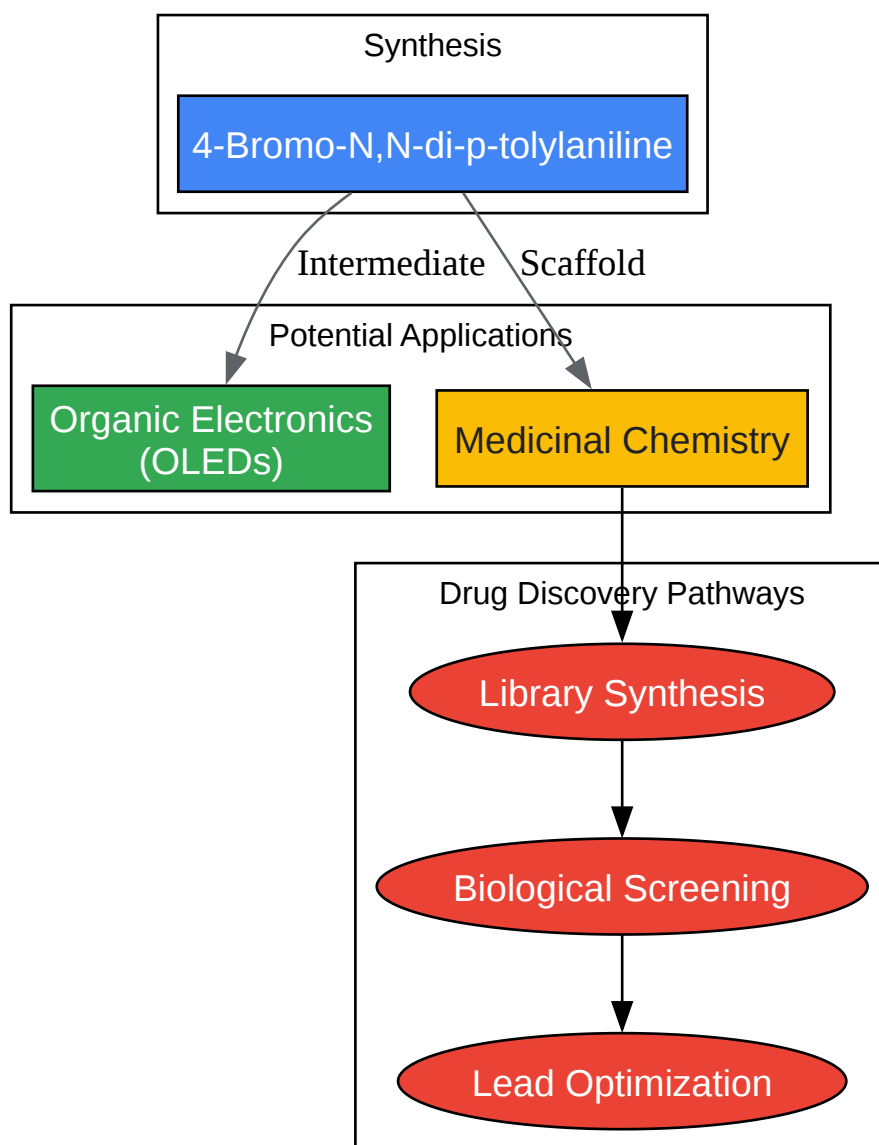 Synthesis
4-Bromo-N,N-di-p-tolylaniline
Intermediate
Scaffold
Potential Applications
Organic Electronics
(OLEDs)
Medicinal Chemistry
Drug Discovery Pathways
Library Synthesis
Biological Screening
Lead Optimization